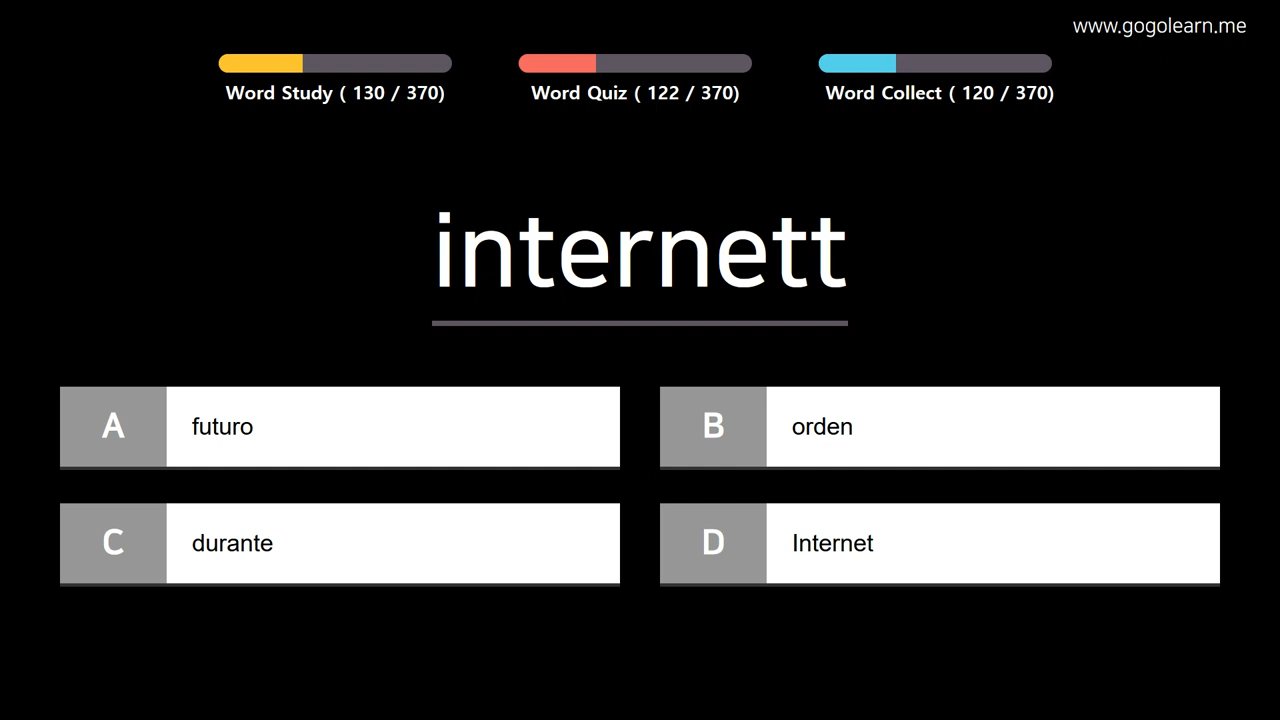 www.gogolearn.me
Word Study ( 130 / 370)
Word Quiz ( 122 / 370)
Word Collect ( 120 / 370)
internett
A futuro
B orden
C durante
D Internet